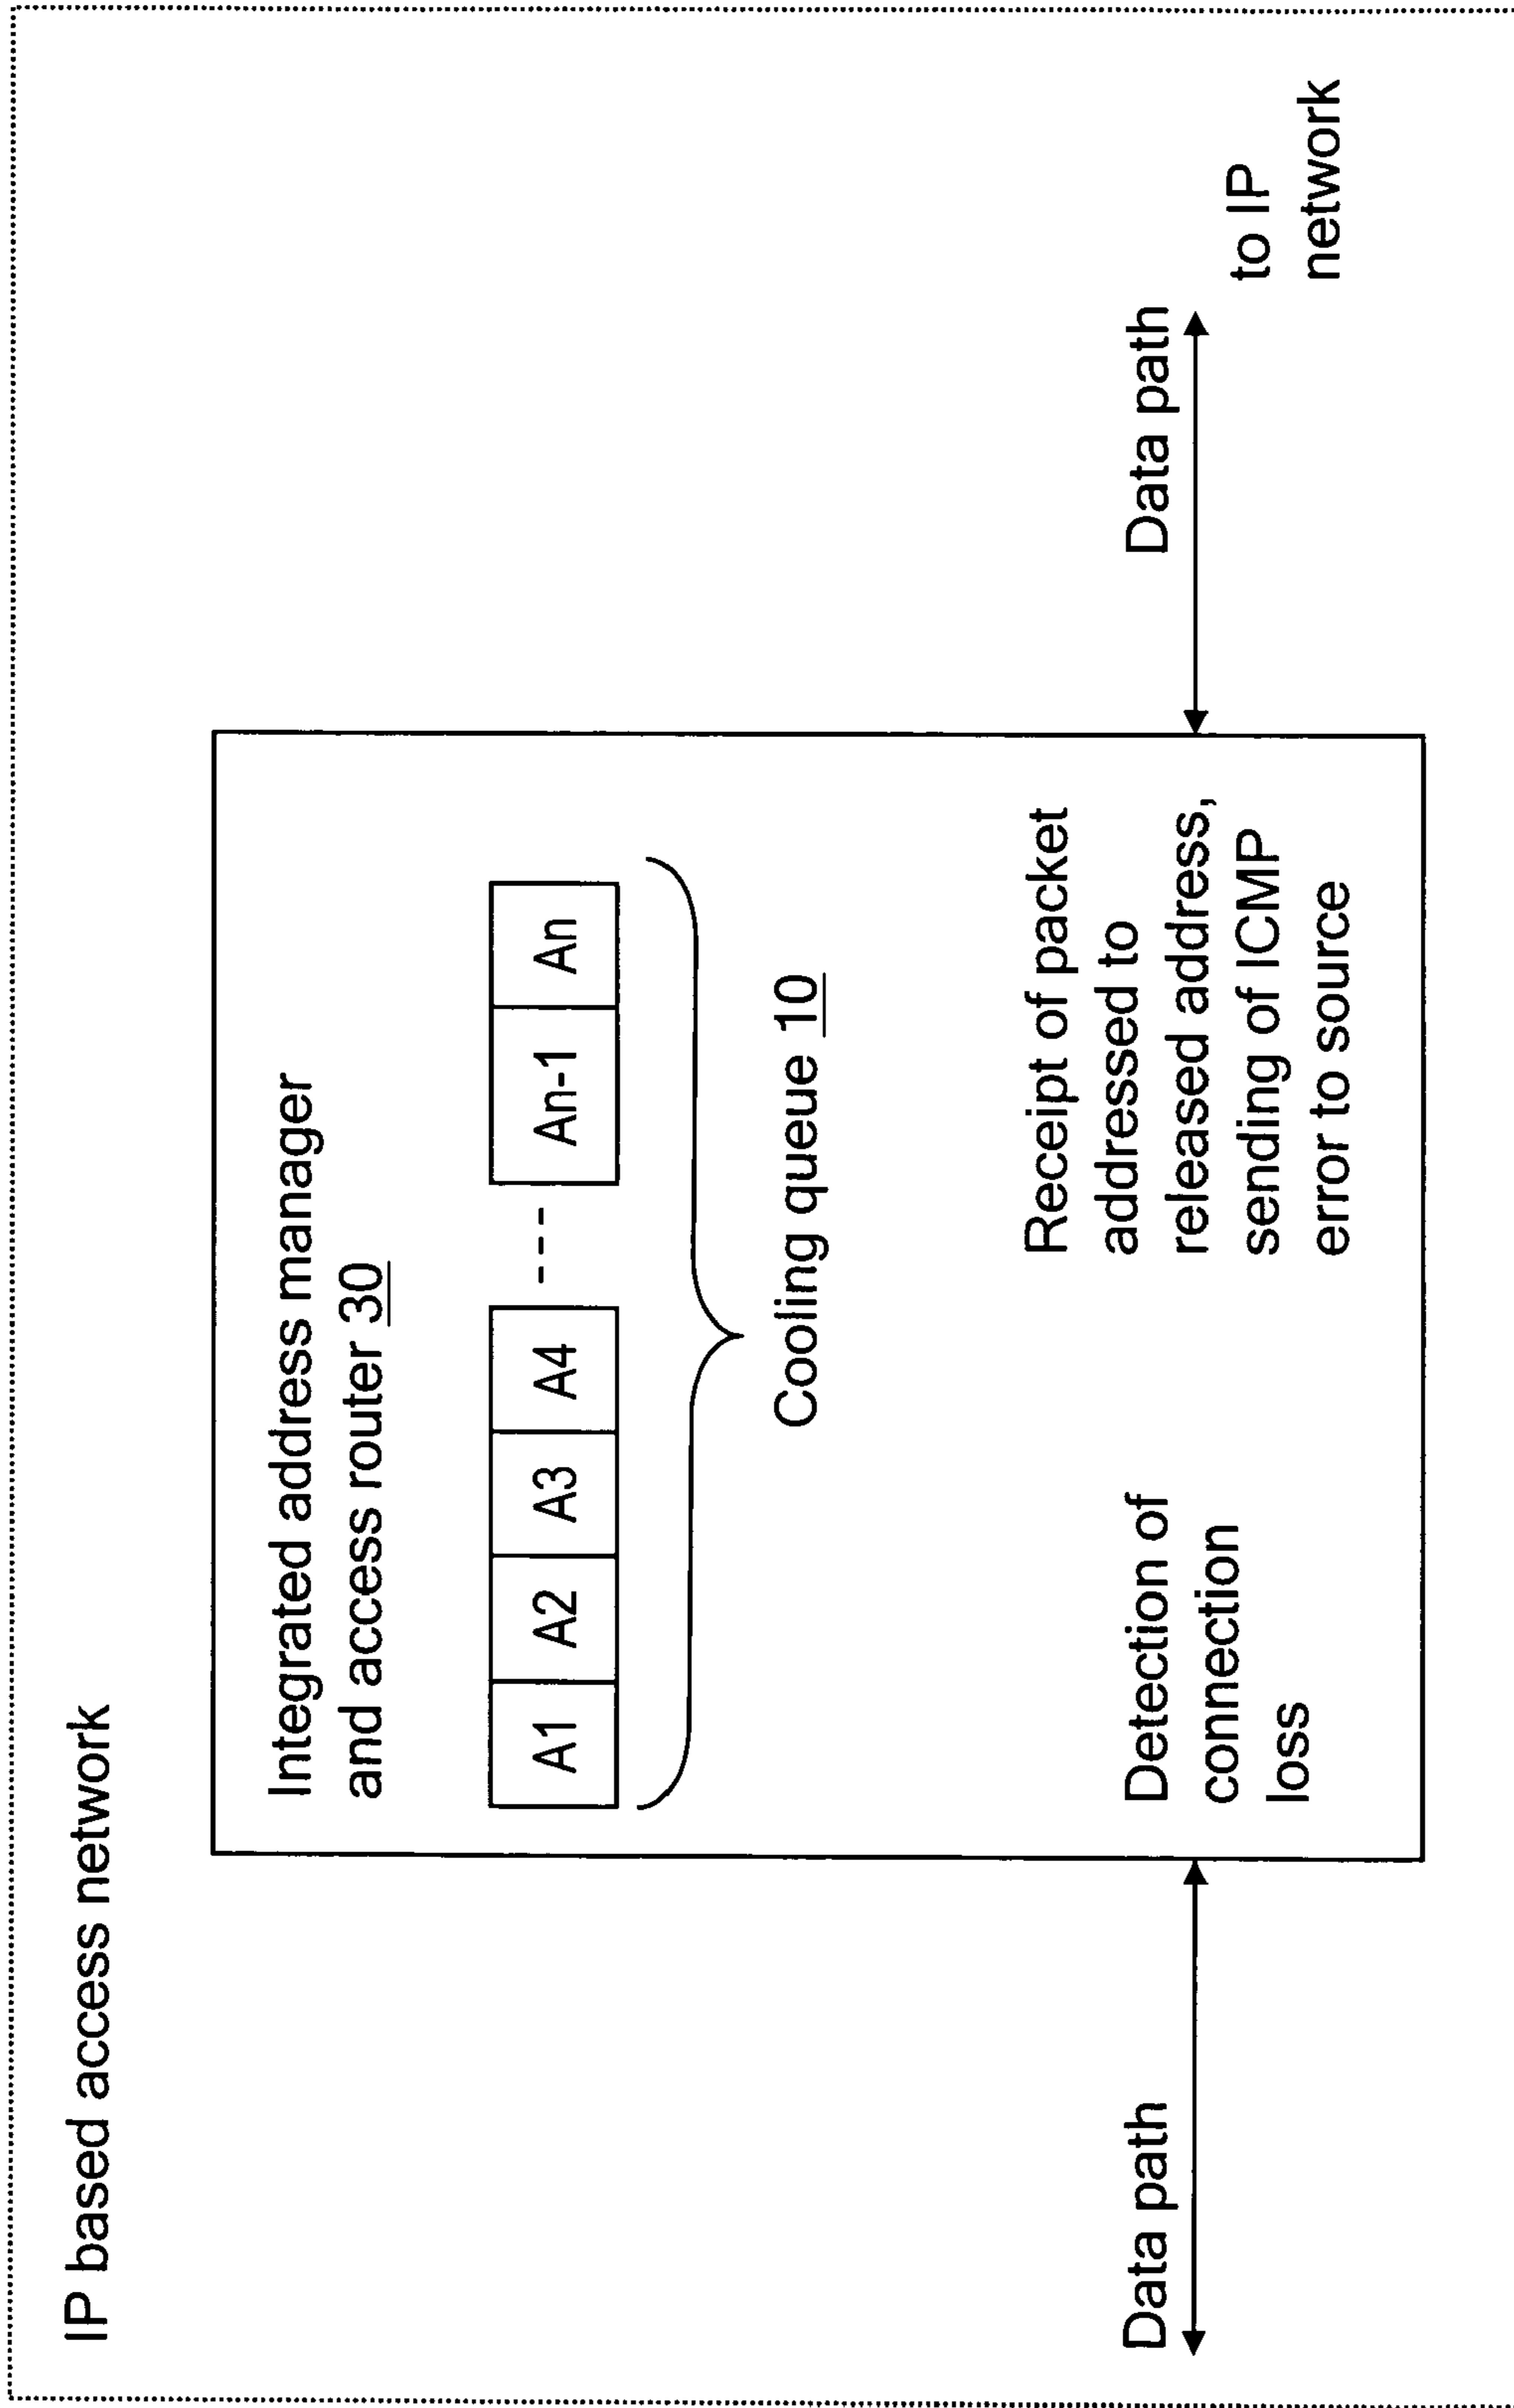 IP based access network
Integrated address manager
and access router 30
A1 A2 A3 A4 ---- An-1 An
Cooling queue 10
Data path
Detection of
connection
loss
Receipt of packet
addressed to
released address,
sending of ICMP
error to source
Data path
to IP
network